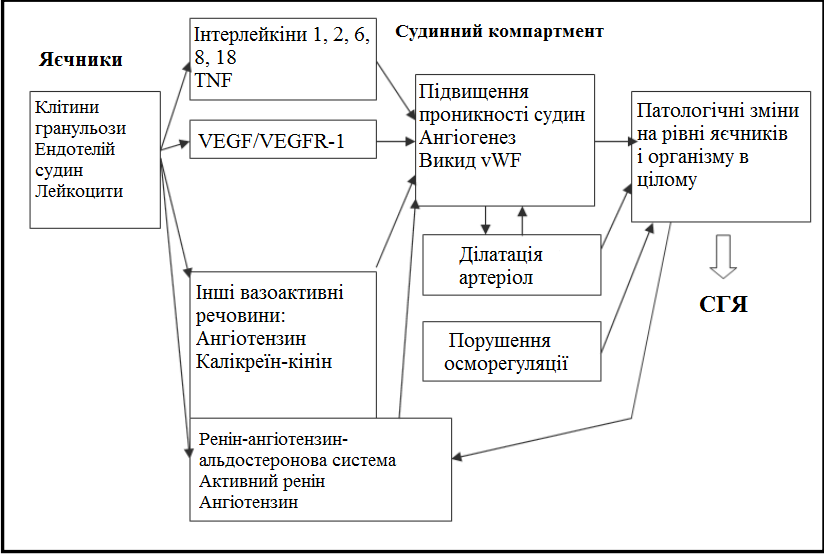 Яєчники
Клітини
гранульози
Ендотелій
судин
Лейкоцити
Інтерлейкіни 1, 2, 6,
8, 18
TNF
VEGF/VEGFR-1
Інші вазоактивні
речовини:
Ангіотензин
Калікреїн-кінін
Ренін-ангіотензин-
альдостеронова система
Активний ренін
Ангіотензин
Судинний компартмент
Підвищення
проникності судин
Ангіогенез
Викид vWF
Ділатація
артеріол
Порушення
осморегуляції
Патологічні зміни
на рівні яєчників
і організму в
цілому
СГЯ